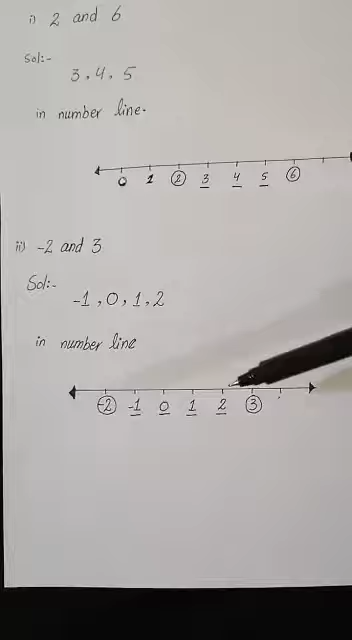 i) 2 and 6
Sol:-
3, 4, 5
in number line.
0 1 2 3 4 5 6
ii) -2 and 3
Sol:-
-1, 0, 1, 2
in number line
-2 -1 0 1 2 3